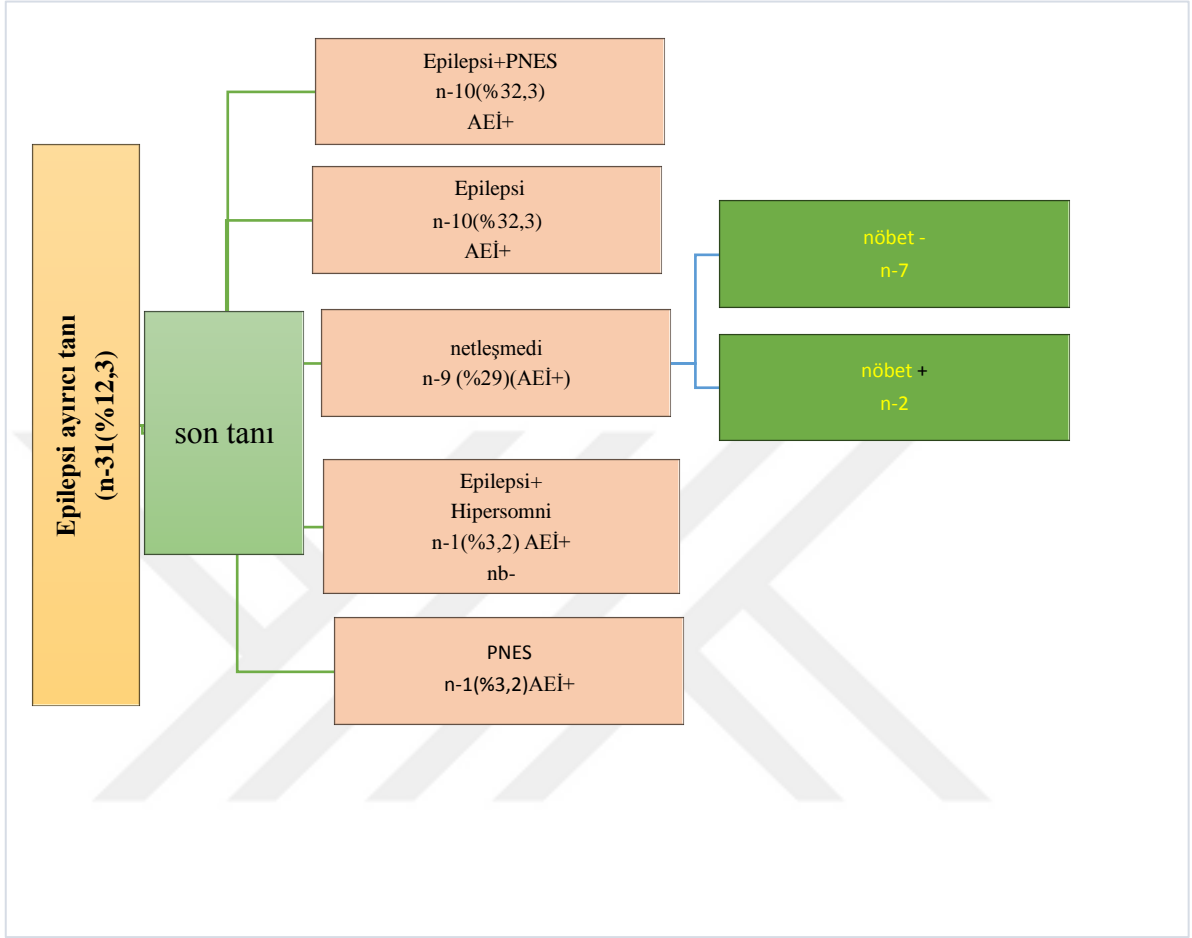 Epilepsi ayırıcı tanı
(n-31(%12,3)
son tanı
Epilepsi+PNES
n-10(%32,3)
AEİ+
Epilepsi
n-10(%32,3)
AEİ+
netleşmedi
n-9 (%29)(AEİ+)
nöbet -
n-7
nöbet +
n-2
Epilepsi+
Hipersomni
n-1(%3,2) AEİ+
nb-
PNES
n-1(%3,2)AEİ+